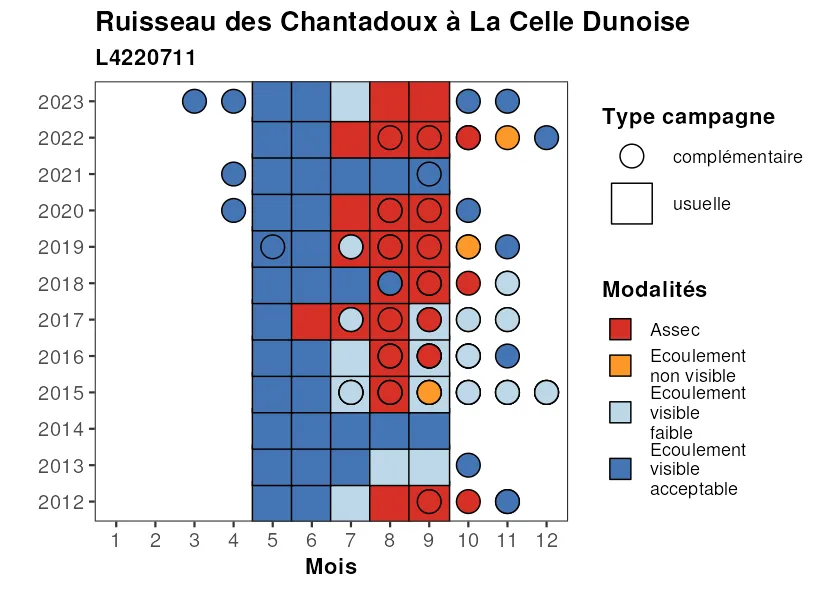 Ruisseau des Chantadoux à La Celle Dunoise
L4220711
2023
2022
2021
2020
2019
2018
2017
2016
2015
2014
2013
2012
1 2 3 4 5 6 7 8 9 10 11 12
Mois
Type campagne
complémentaire
usuelle
Modalités
Assec
Ecoulement
non visible
Ecoulement
visible
faible
Ecoulement
visible
acceptable